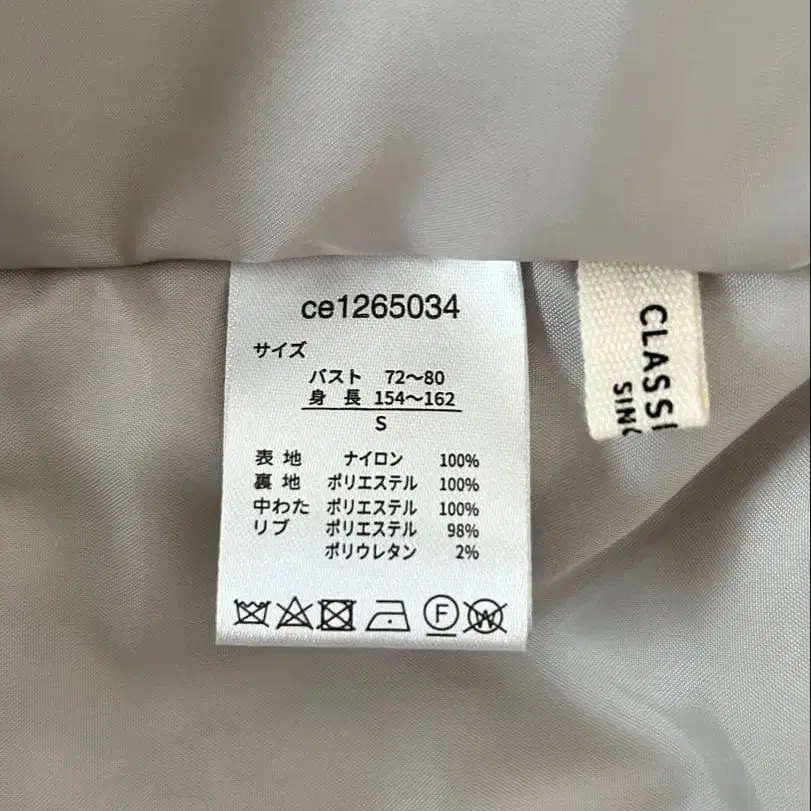 ce1265034
サイズ
バスト 72〜80
身 長 154〜162
S
表 地 ナイロン 100%
裏 地 ポリエステル 100%
中わた ポリエステル 100%
リブ ポリエステル 98%
ポリウレタン 2%
F W
CLASSI
SIN